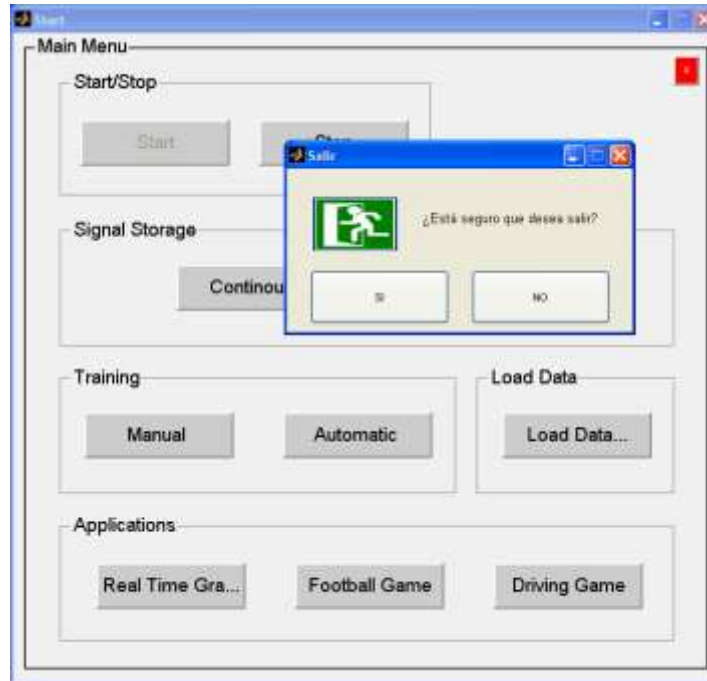 Start
Main Menu
Start/Stop
Start
Salir
¿Está seguro que desea salir?
SI
NO
Signal Storage
Continou
Training
Manual
Automatic
Load Data
Load Data...
Applications
Real Time Gra...
Football Game
Driving Game